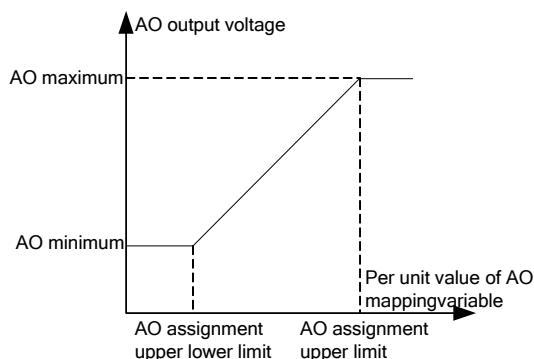 AO output voltage
AO maximum
AO minimum
Per unit value of AO
mappingvariable
AO assignment
upper lower limit
AO assignment
upper limit